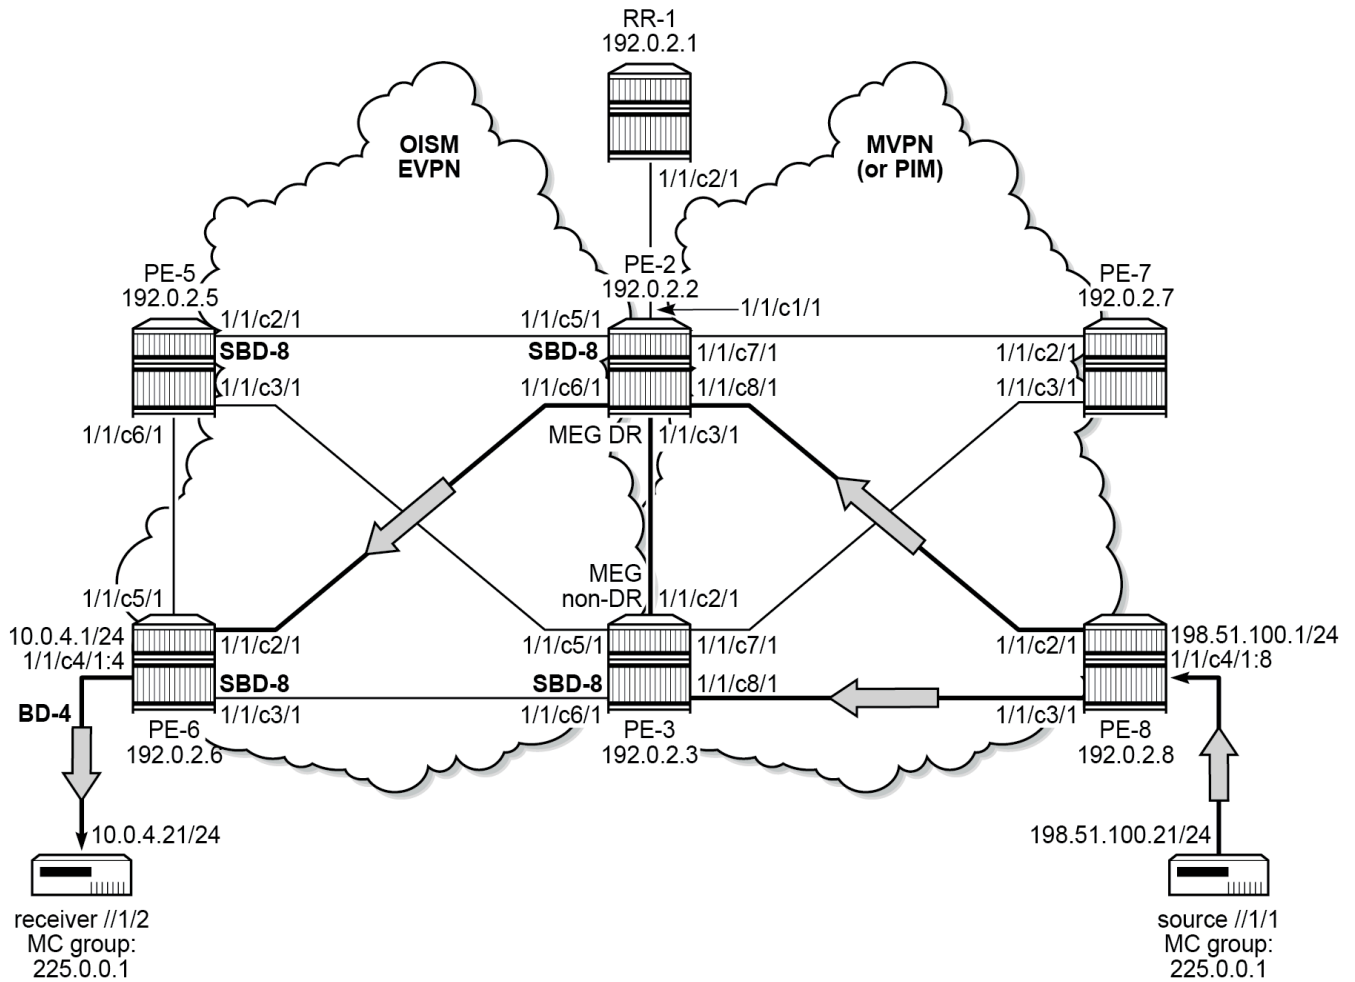 RR-1
192.0.2.1
OISM
EVPN
MVPN
(or PIM)
1/1/c2/1
PE-5
192.0.2.5
PE-2
192.0.2.2
PE-7
192.0.2.7
1/1/c2/1
1/1/c5/1
1/1/c1/1
SBD-8
SBD-8
1/1/c7/1
1/1/c2/1
1/1/c3/1
1/1/c6/1
1/1/c8/1
1/1/c3/1
1/1/c6/1
MEG DR
1/1/c3/1
MEG
non-DR
1/1/c5/1
1/1/c2/1
10.0.4.1/24
1/1/c4/1:4
1/1/c2/1
1/1/c5/1
1/1/c7/1
1/1/c2/1
198.51.100.1/24
1/1/c4/1:8
SBD-8
SBD-8
1/1/c8/1
BD-4
1/1/c3/1
1/1/c6/1
1/1/c3/1
PE-6
192.0.2.6
PE-3
192.0.2.3
PE-8
192.0.2.8
10.0.4.21/24
198.51.100.21/24
receiver //1/2
MC group:
225.0.0.1
source //1/1
MC group:
225.0.0.1